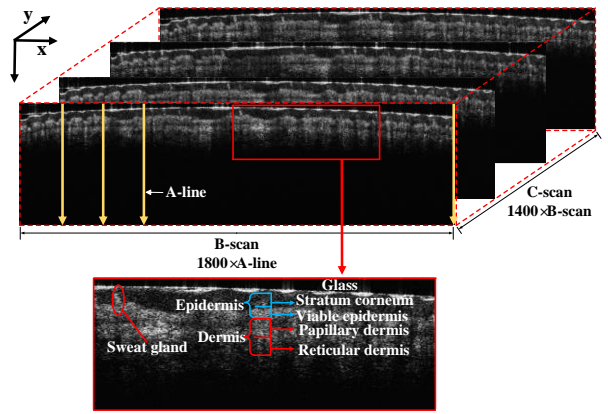 y
x
A-line
C-scan
1400×B-scan
B-scan
1800×A-line
Glass
Epidermis
Stratum corneum
Viable epidermis
Dermis
Papillary dermis
Reticular dermis
Sweat gland